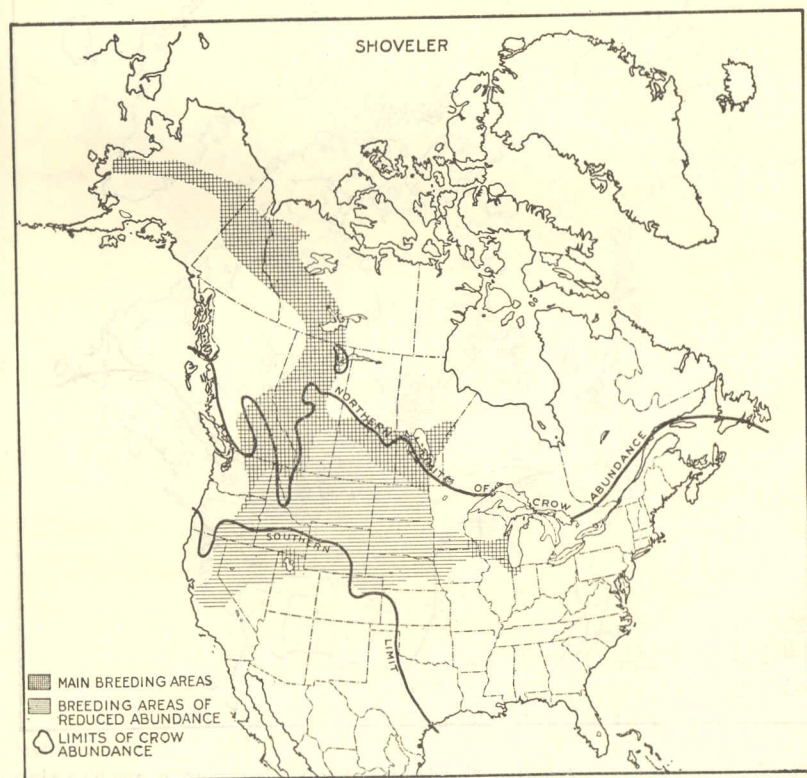 SHOVELER
NORTHERN LIMITS OF CROW ABUNDANCE
SOUTHERN LIMIT
MAIN BREEDING AREAS
BREEDING AREAS OF
REDUCED ABUNDANCE
LIMITS OF CROW
ABUNDANCE